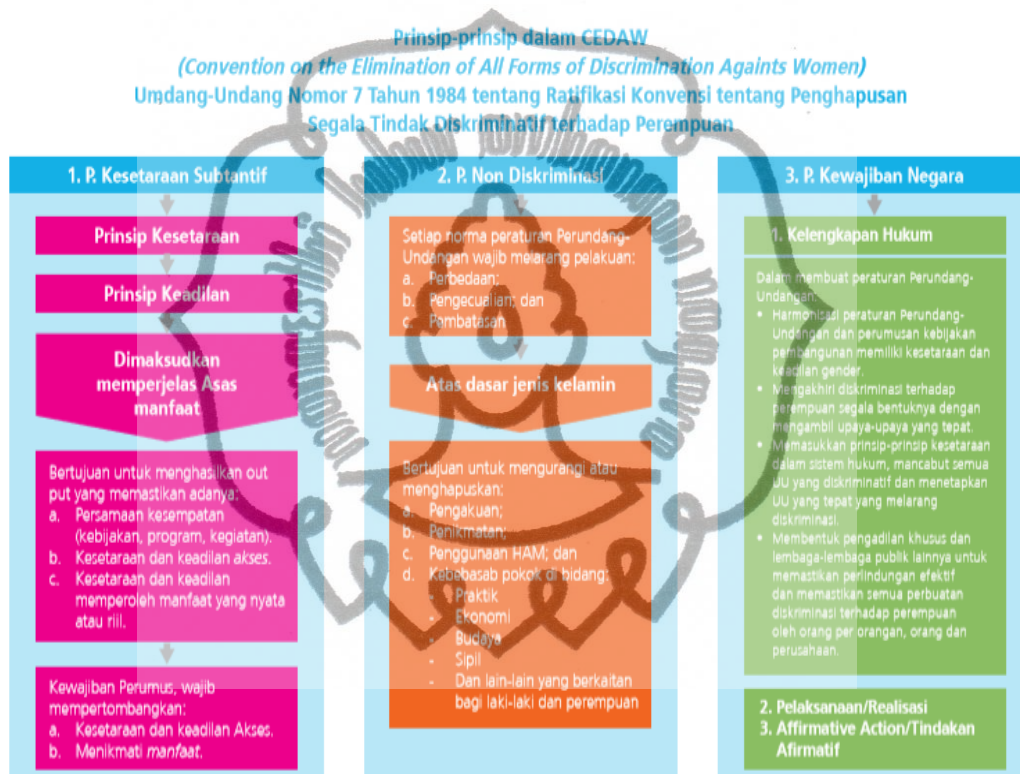 Prinsip-prinsip dalam CEDAW
(Convention on the Elimination of All Forms of Discrimination Againts Women)
Undang-Undang Nomor 7 Tahun 1984 tentang Ratifikasi Konvensi tentang Penghapusan
Segala Tindak Diskriminatif terhadap Perempuan
1. P. Kesetaraan Subtantif
Prinsip Kesetaraan
Prinsip Keadilan
Dimaksudkan
memperjelas Asas
manfaat
Bertujuan untuk menghasilkan out
put yang memastikan adanya:
a. Persamaan kesempatan
(kebijakan, program, kegiatan).
b. Kesetaraan dan keadilan akses.
c. Kesetaraan dan keadilan
memperoleh manfaat yang nyata
atau riil.
Kewajiban Perumus, wajib
mempertombangkan:
a. Kesetaraan dan keadilan Akses.
b. Menikmati manfaat.
2. P. Non Diskriminasi
Setiap norma peraturan Perundang-
Undangan wajib melarang pelakuan:
a. Perbedaan;
b. Pengecualian; dan
c. Pembatasan
Atas dasar jenis kelamin
Bertujuan untuk mengurangi atau
menghapuskan:
a. Pengakuan;
b. Penikmatan;
c. Penggunaan HAM; dan
d. Kebebasab pokok di bidang:
- Praktik
- Ekonomi
- Budaya
- Sipil
- Dan lain-lain yang berkaitan
bagi laki-laki dan perempuan
3. P. Kewajiban Negara
1. Kelengkapan Hukum
Dalam membuat peraturan Perundang-
Undangan:
• Harmonisasi peraturan Perundang-
Undangan dan perumusan kebijakan
pembangunan memiliki kesetaraan dan
keadilan gender.
• Mengakhiri diskriminasi terhadap
perempuan segala bentuknya dengan
mengambil upaya-upaya yang tepat.
• Memasukkan prinsip-prinsip kesetaraan
dalam sistem hukum, mancabut semua
UU yang diskriminatif dan menetapkan
UU yang tepat yang melarang
diskriminasi.
• Membentuk pengadilan khusus dan
lembaga-lembaga publik lainnya untuk
memastikan perlindungan efektif
dan memastikan semua perbuatan
diskriminasi terhadap perempuan
oleh orang per orangan, orang dan
perusahaan.
2. Pelaksanaan/Realisasi
3. Affirmative Action/Tindakan
Afirmatif